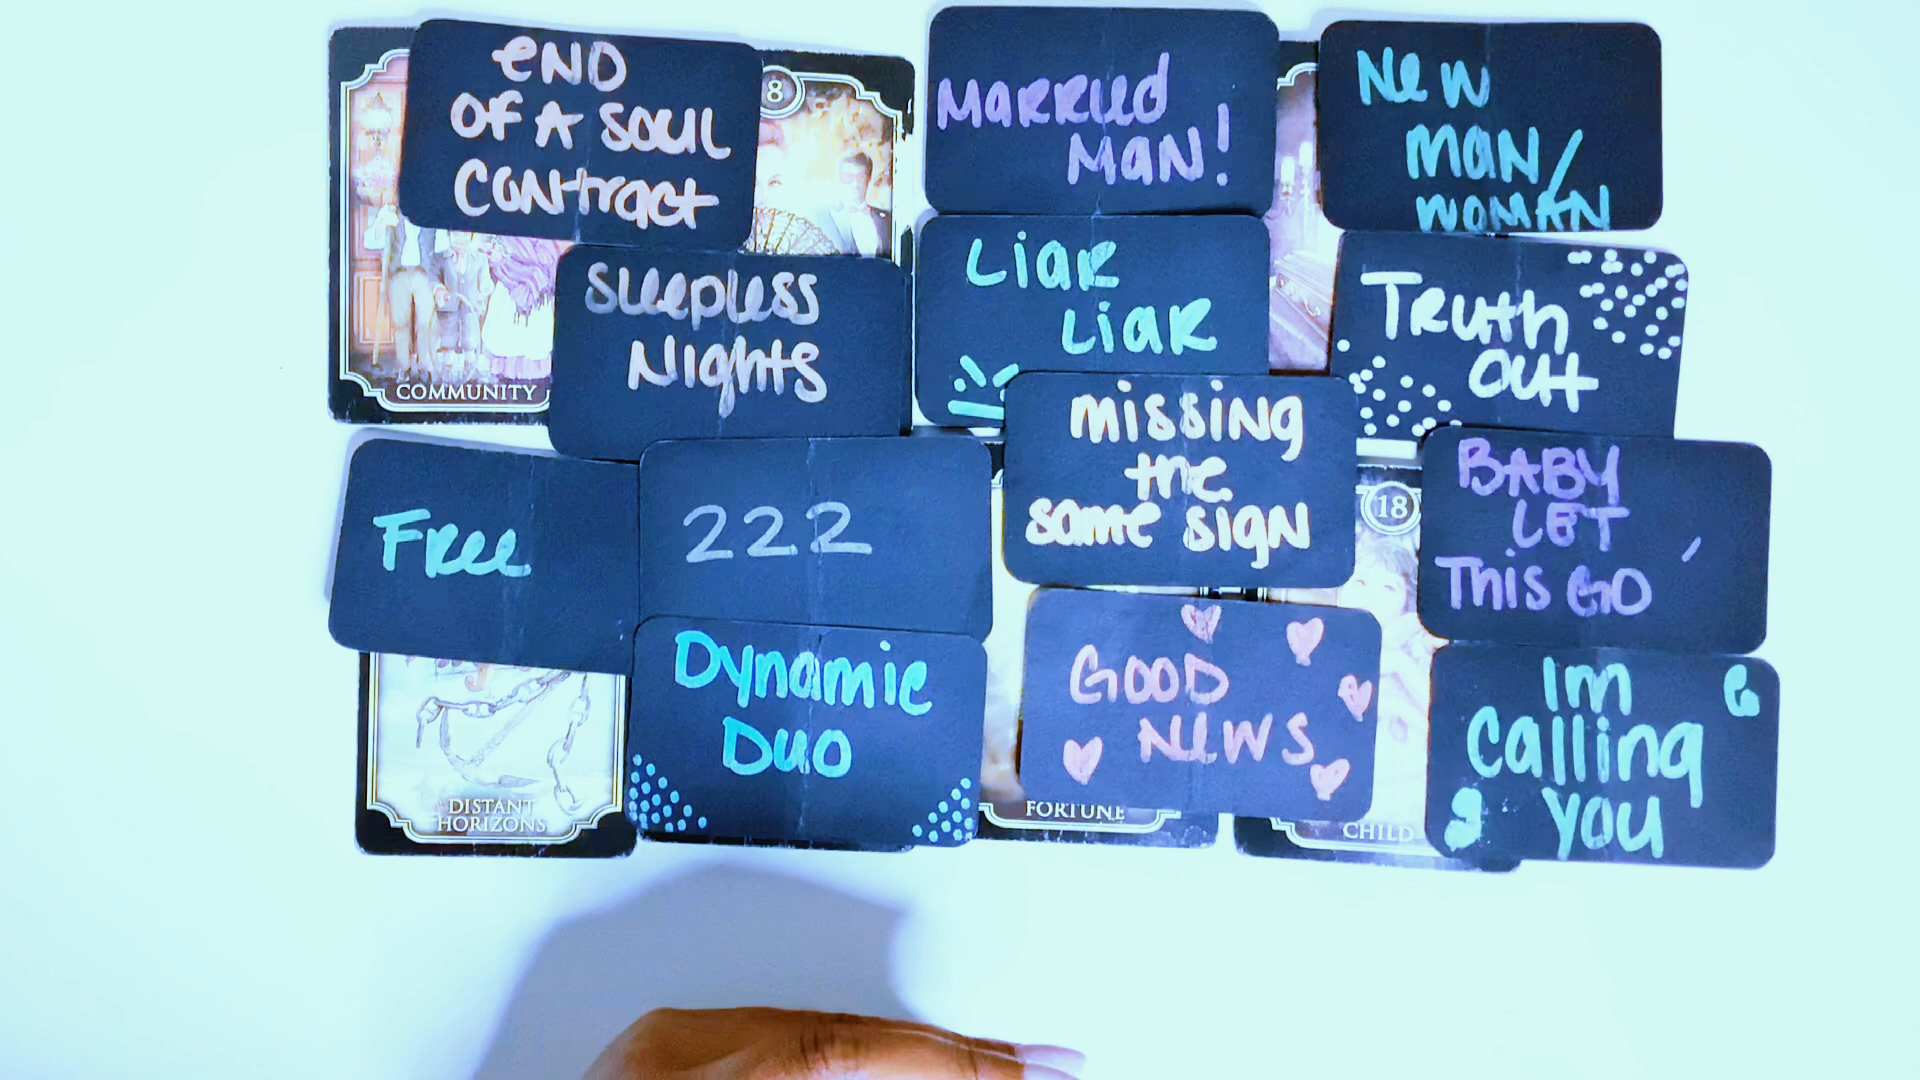 END
OF A SOUL
CONTRACT
8
MARRIED
MAN!
NEW
MAN/
WOMAN
SLEEPLESS
NIGHTS
LIAR
LIAR
TRUTH
OUT
COMMUNITY
MISSING
THE
SAME SIGN
18
BABY
LET
THIS GO
FREE
222
DYNAMIC
DUO
GOOD
NEWS
IM
CALLING
YOU
DISTANT
HORIZONS
FORTUNE
CHILD